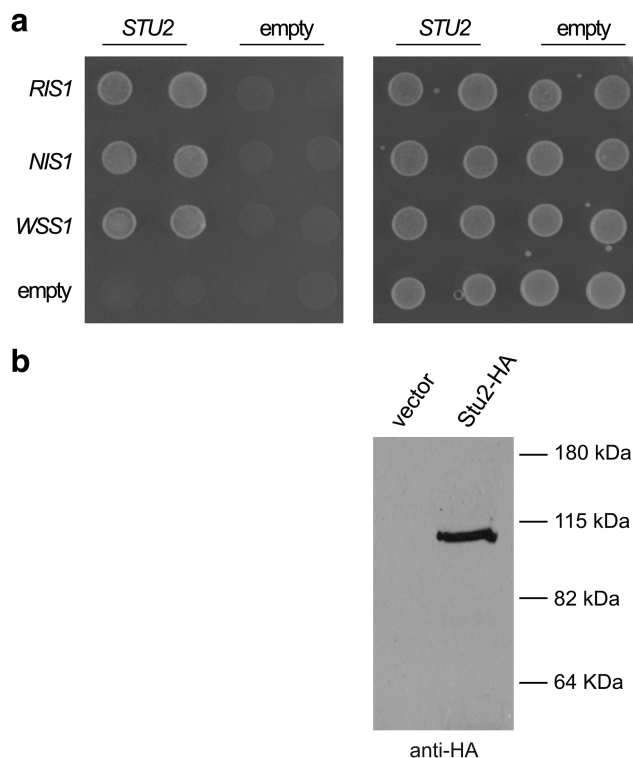 a
STU2 empty STU2 empty
RIS1
NIS1
WSS1
empty
b
vector Stu2-HA
180 kDa
115 kDa
82 kDa
64 KDa
anti-HA